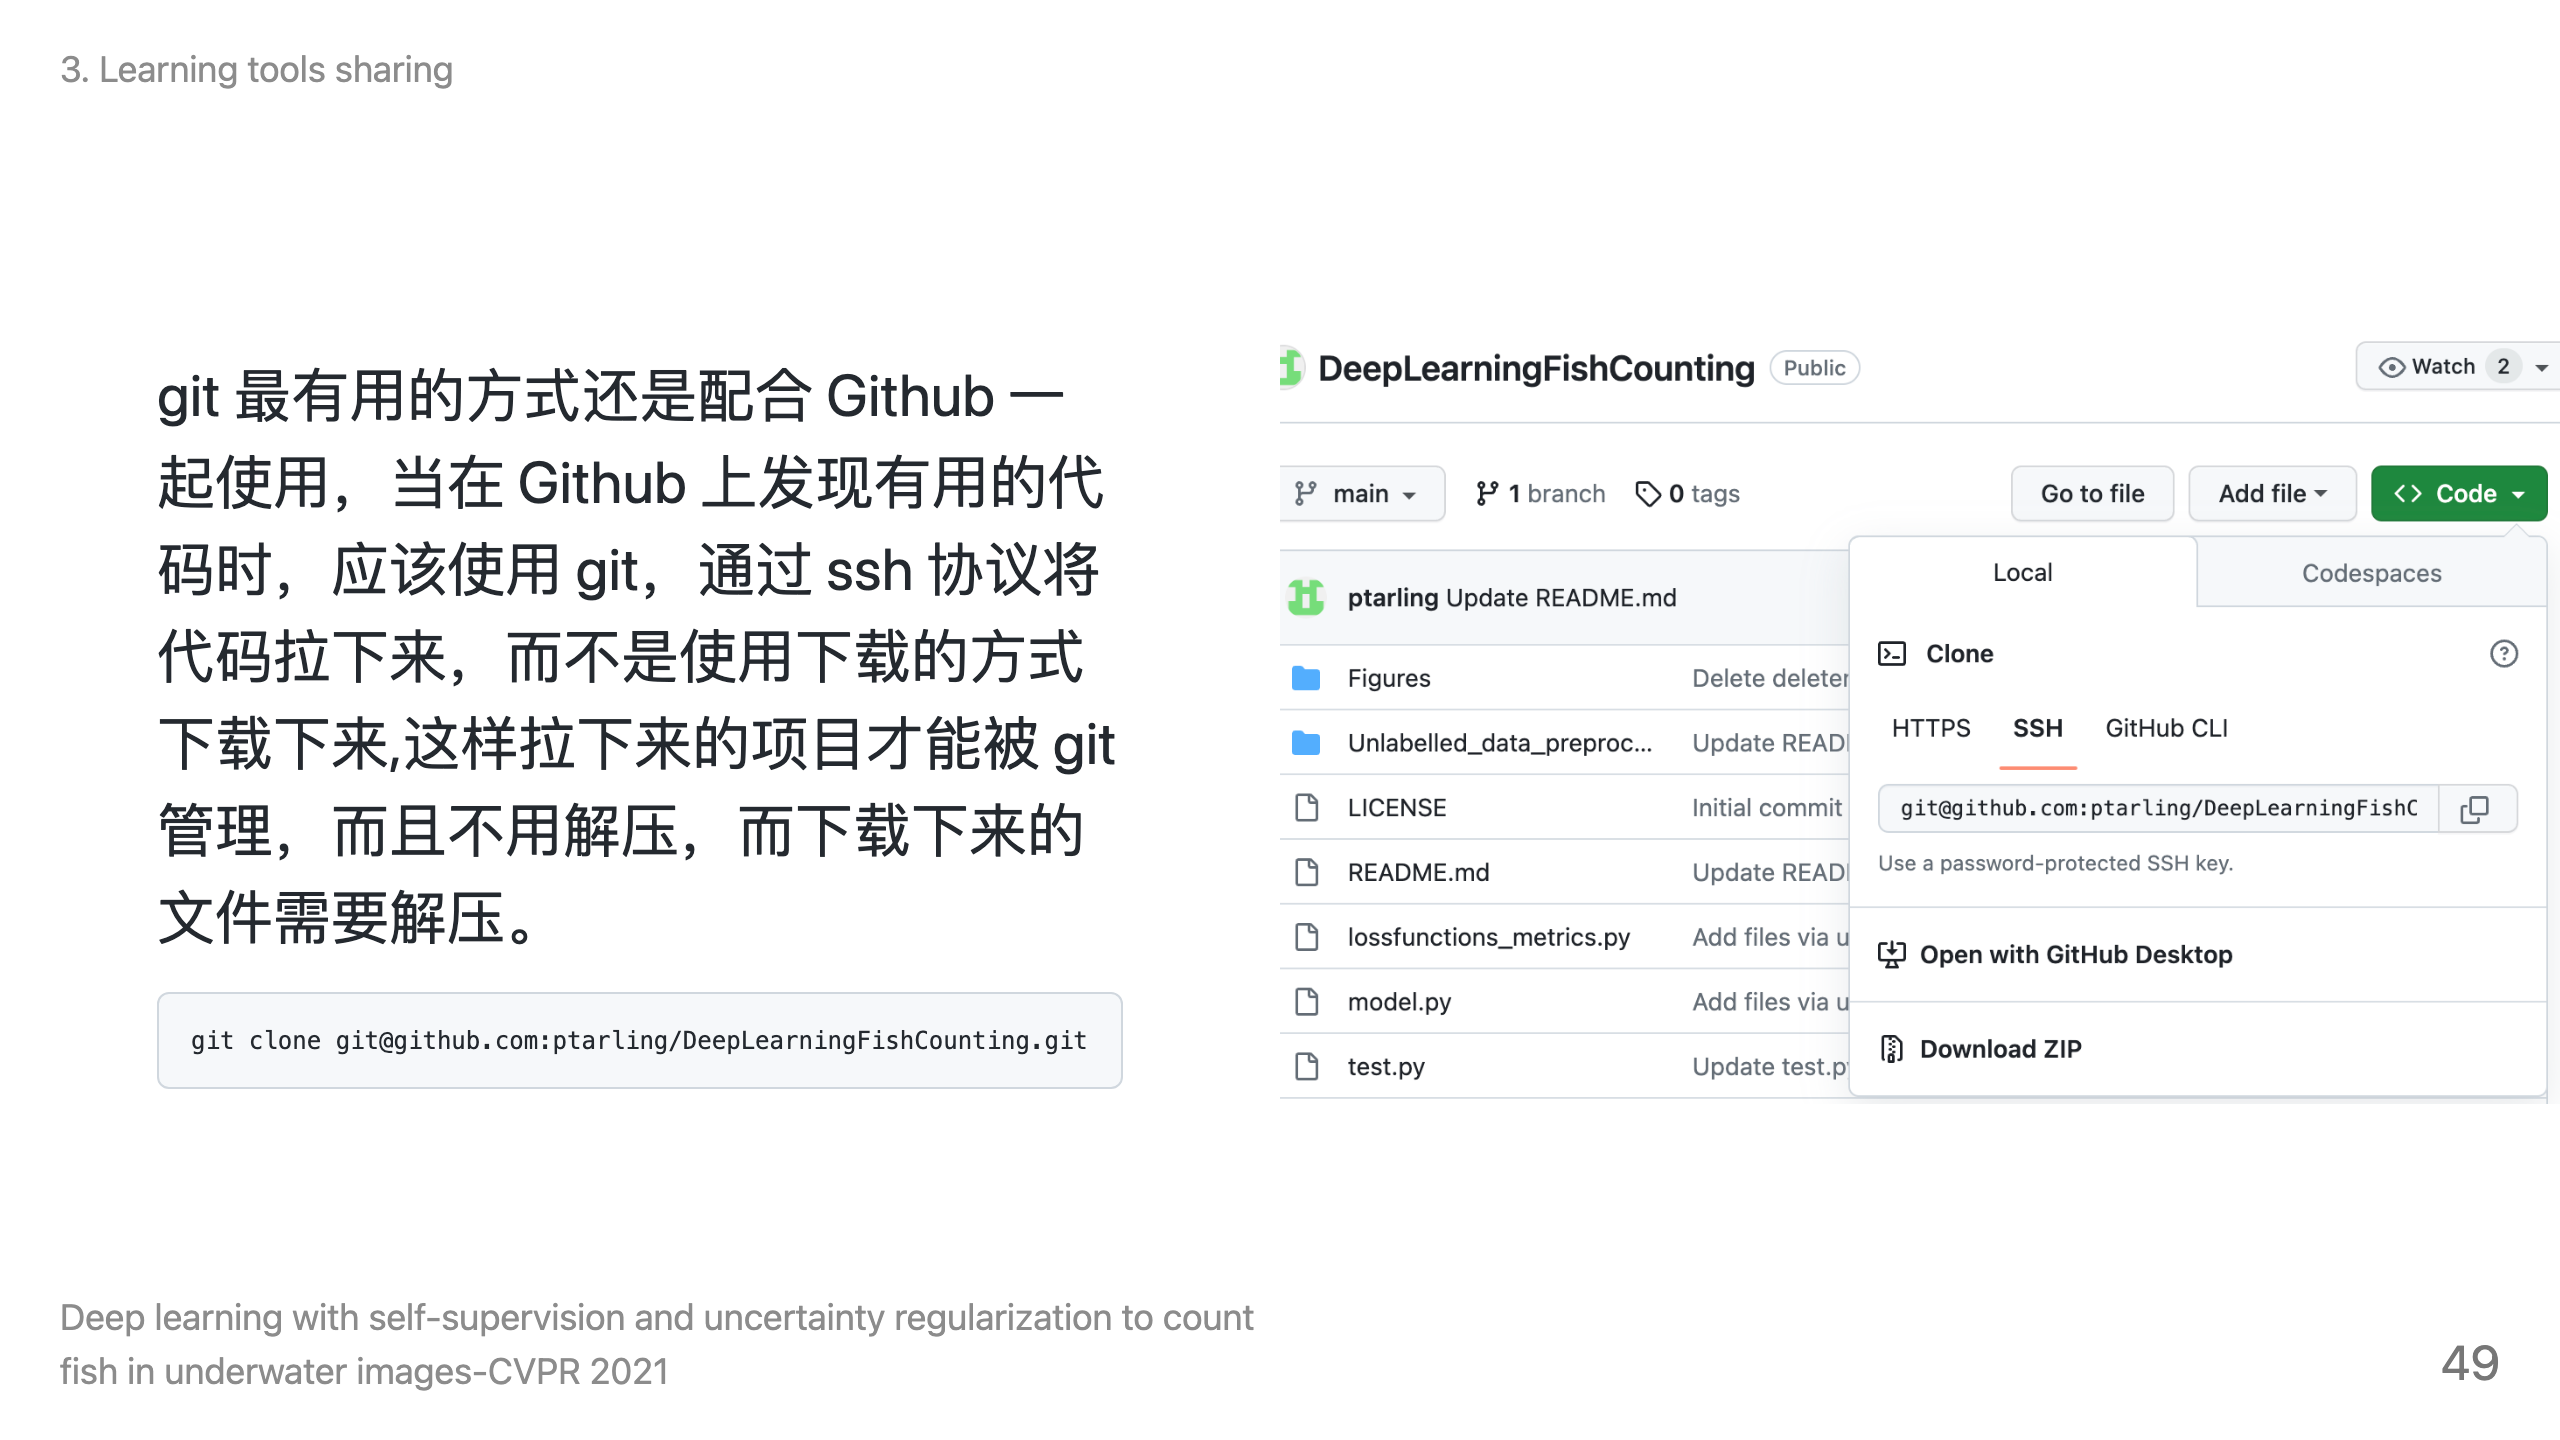 3. Learning tools sharing
git 最有用的方式还是配合 Github 一
起使用，当在 Github 上发现有用的代
码时，应该使用 git，通过 ssh 协议将
代码拉下来，而不是使用下载的方式
下载下来,这样拉下来的项目才能被 git
管理，而且不用解压，而下载下来的
文件需要解压。
git clone git@github.com:ptarling/DeepLearningFishCounting.git
DeepLearningFishCounting Public Watch 2
main 1 branch 0 tags Go to file Add file Code
ptarling Update README.md
Figures Delete deleter
Unlabelled_data_preproc... Update READ
LICENSE Initial commit
README.md Update READ
lossfunctions_metrics.py Add files via u
model.py Add files via u
test.py Update test.p
Local Codespaces
Clone
HTTPS SSH GitHub CLI
git@github.com:ptarling/DeepLearningFishC
Use a password-protected SSH key.
Open with GitHub Desktop
Download ZIP
Deep learning with self-supervision and uncertainty regularization to count
fish in underwater images-CVPR 2021
49